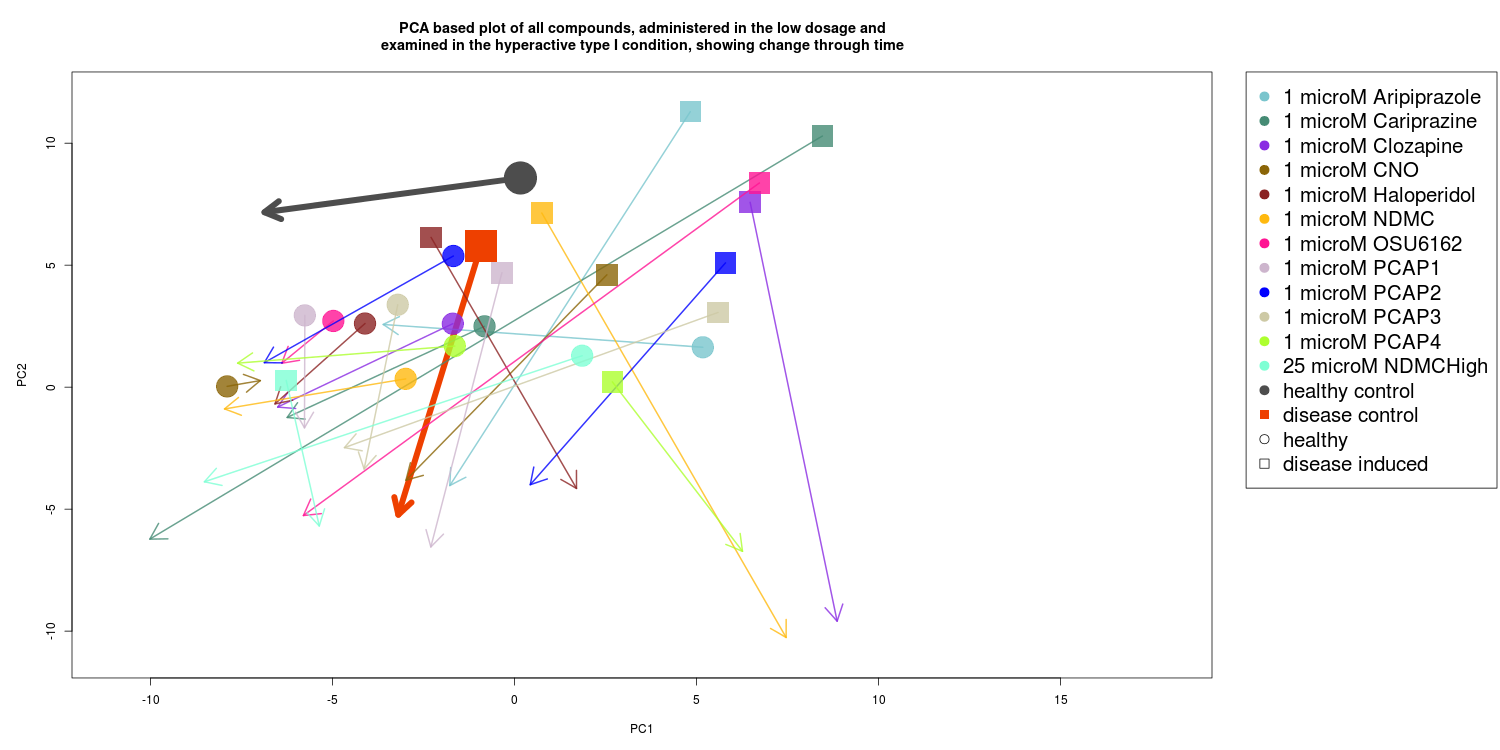 PCA based plot of all compounds, administered in the low dosage and
examined in the hyperactive type I condition, showing change through time
1 microM Aripiprazole
1 microM Cariprazine
1 microM Clozapine
1 microM CNO
1 microM Haloperidol
1 microM NDMC
1 microM OSU6162
1 microM PCAP1
1 microM PCAP2
1 microM PCAP3
1 microM PCAP4
25 microM NDMCHigh
healthy control
disease control
healthy
disease induced
PC2
10
5
0
-5
-10
-10 -5 0 5 10 15
PC1